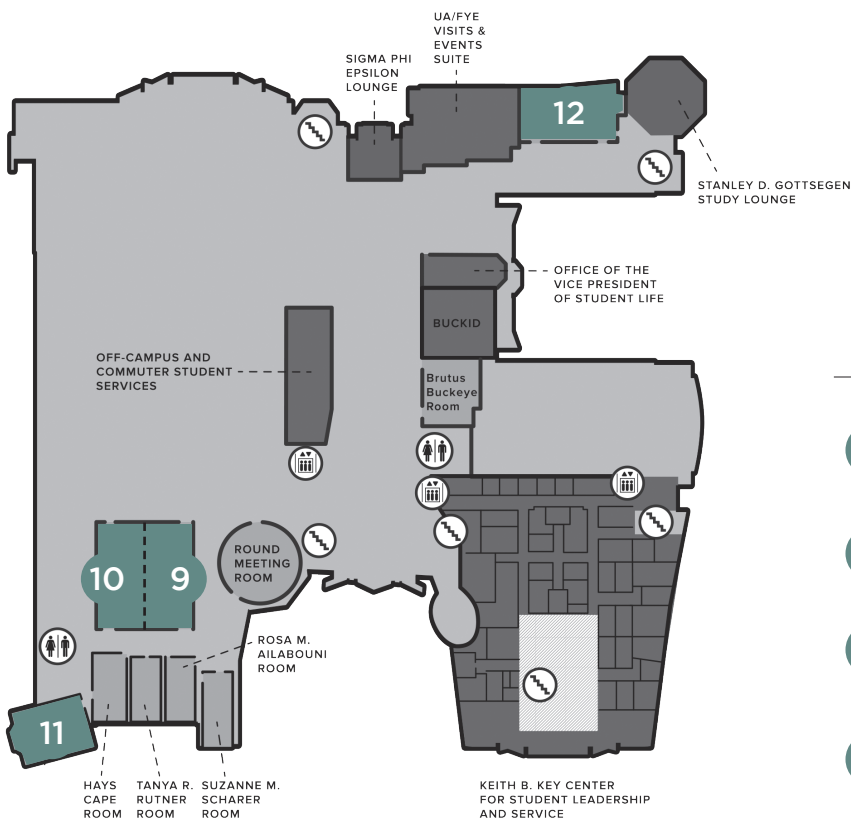 UA/FYE
VISITS &
EVENTS
SUITE
SIGMA PHI
EPSILON
LOUNGE
12
STANLEY D. GOTTSEGEN
STUDY LOUNGE
OFFICE OF THE
VICE PRESIDENT
OF STUDENT LIFE
BUCKID
OFF-CAMPUS AND
COMMUTER STUDENT
SERVICES
Brutus
Buckeye
Room
10
9
ROUND
MEETING
ROOM
ROSA M.
AILABOUNI
ROOM
11
HAYS
CAPE
ROOM
TANYA R.
RUTNER
ROOM
SUZANNE M.
SCHARER
ROOM
KEITH B. KEY CENTER
FOR STUDENT LEADERSHIP
AND SERVICE